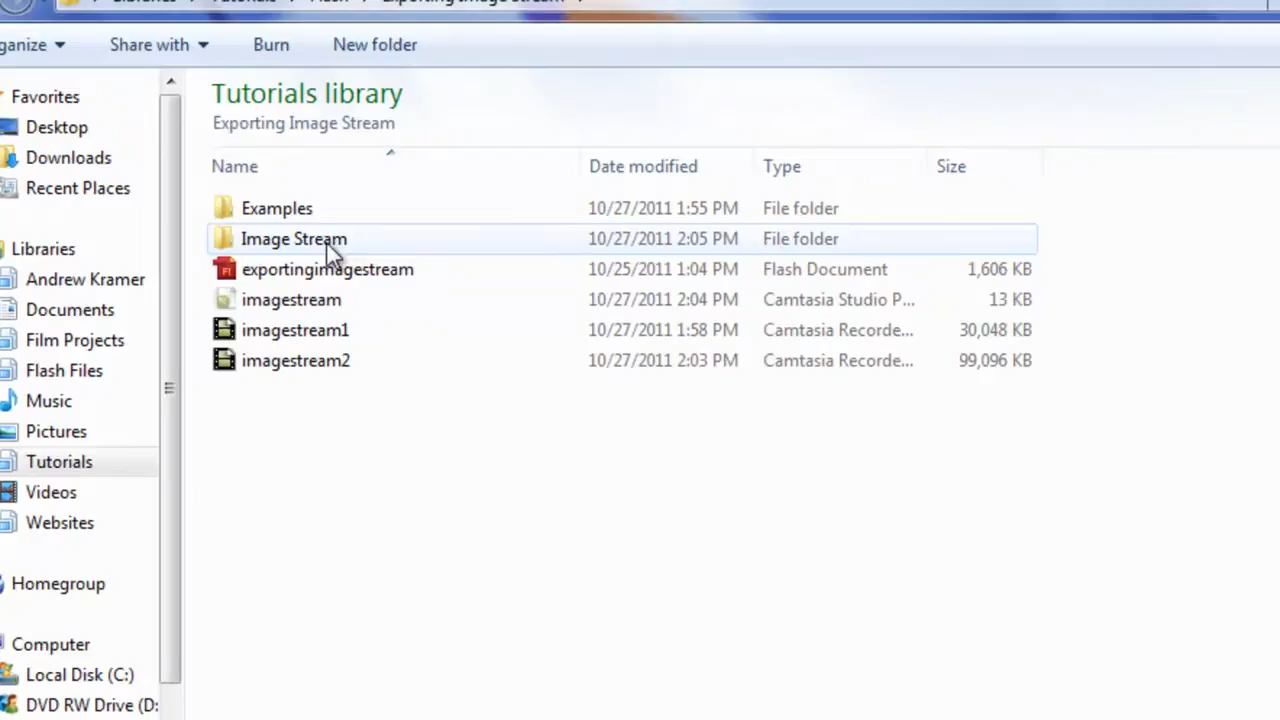 Exporting Image Stream
ganize Share with Burn New folder
Favorites
Desktop
Downloads
Recent Places
Libraries
Andrew Kramer
Documents
Film Projects
Flash Files
Music
Pictures
Tutorials
Videos
Websites
Homegroup
Computer
Local Disk (C:)
DVD RW Drive (D:
Tutorials library
Exporting Image Stream
Name Date modified Type Size
Examples 10/27/2011 1:55 PM File folder
Image Stream 10/27/2011 2:05 PM File folder
exportingimagestream 10/25/2011 1:04 PM Flash Document 1,606 KB
imagestream 10/27/2011 2:04 PM Camtasia Studio P... 13 KB
imagestream1 10/27/2011 1:58 PM Camtasia Recorde... 30,048 KB
imagestream2 10/27/2011 2:03 PM Camtasia Recorde... 99,096 KB